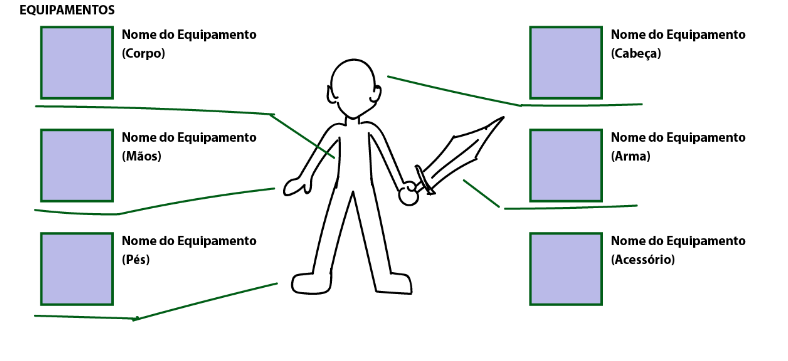 EQUIPAMENTOS
Nome do Equipamento
(Corpo)
Nome do Equipamento
(Mãos)
Nome do Equipamento
(Pés)
Nome do Equipamento
(Cabeça)
Nome do Equipamento
(Arma)
Nome do Equipamento
(Acessório)